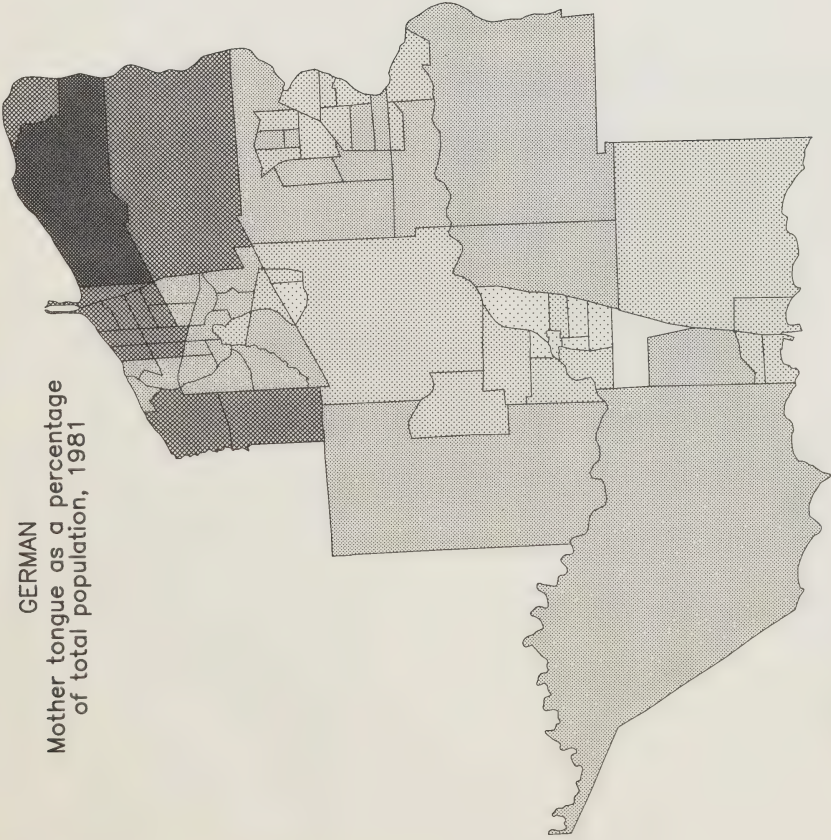 GERMAN
Mother tongue as a percentage
of total population, 1981